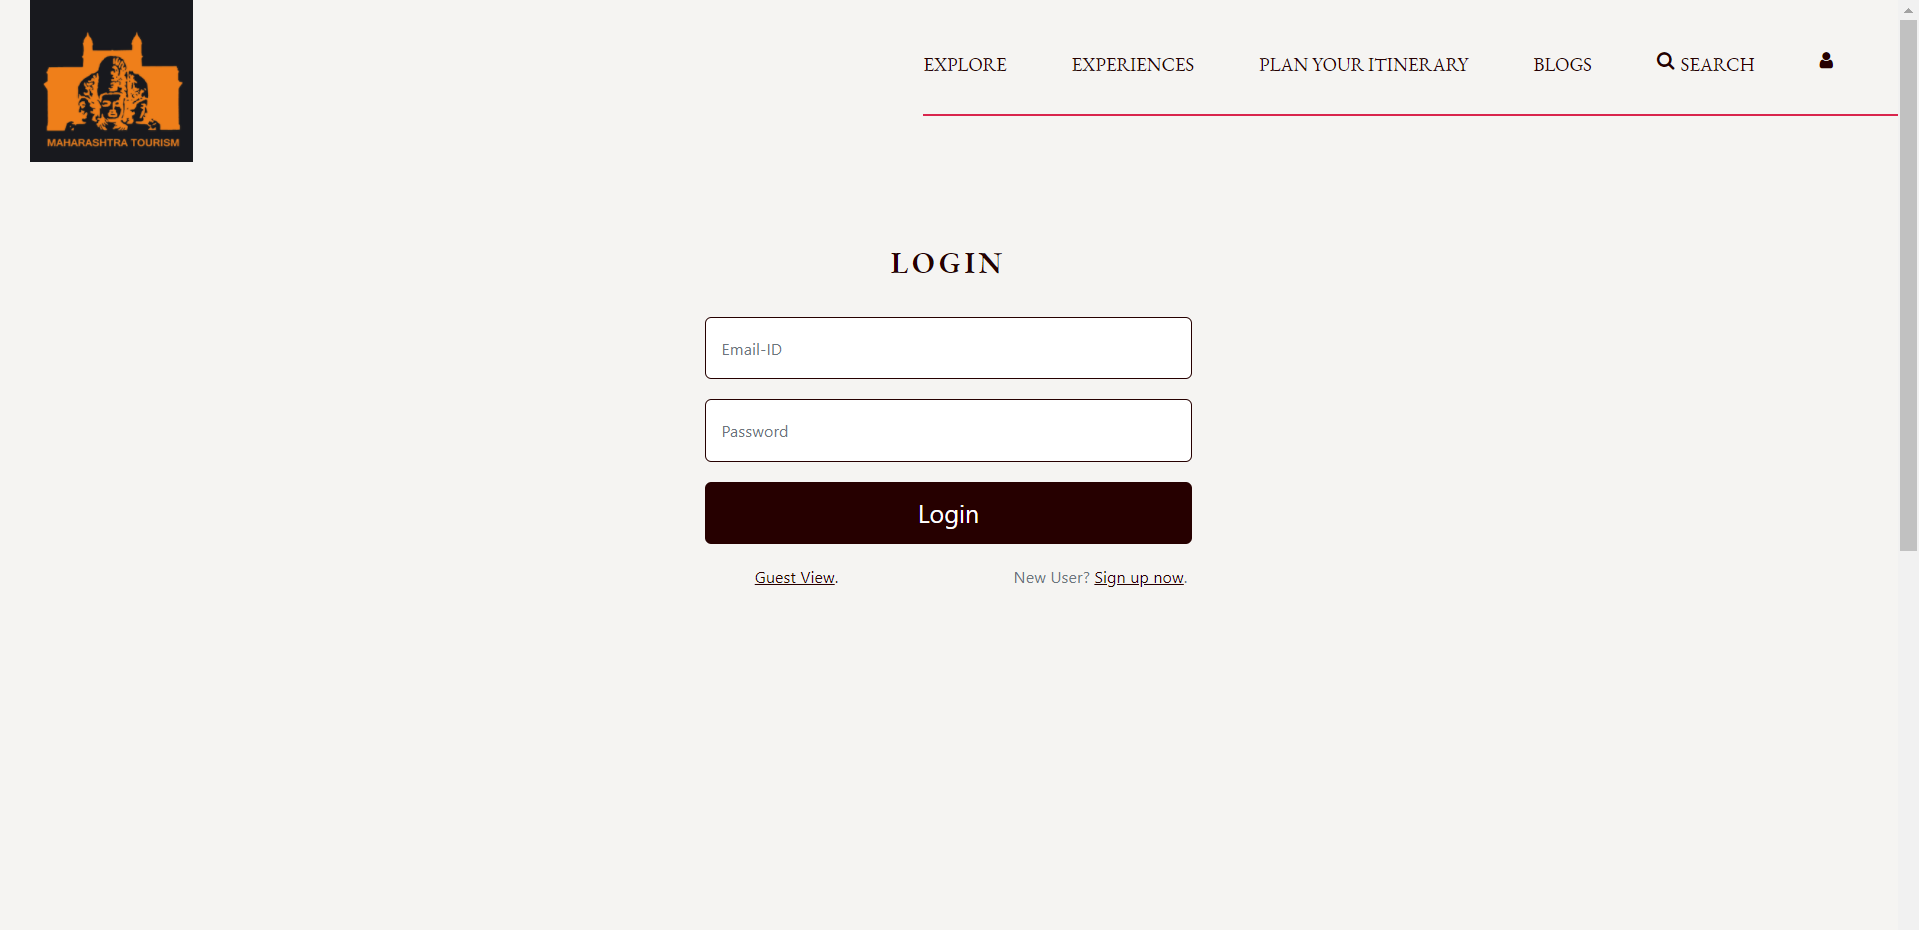 MAHARASHTRA TOURISM
EXPLORE EXPERIENCES PLAN YOUR ITINERARY BLOGS SEARCH
LOGIN
Email-ID
Password
Login
Guest View. New User? Sign up now.